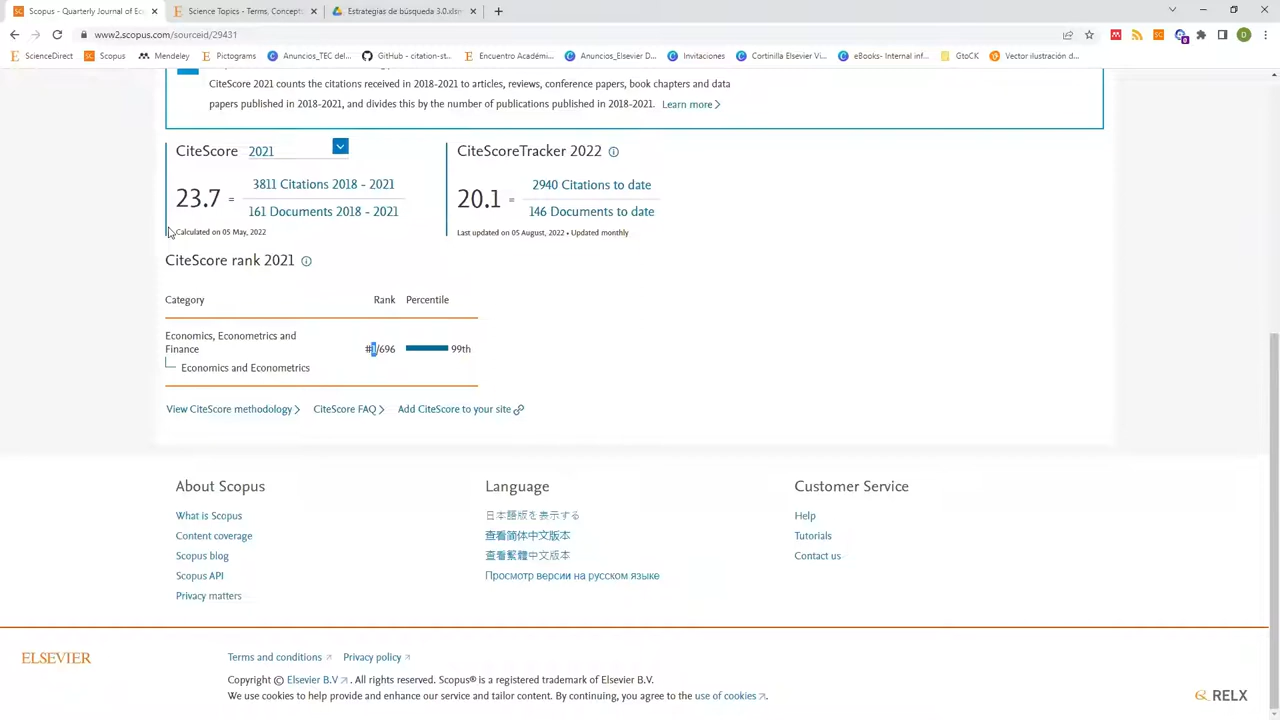 Scopus - Quarterly Journal of Eco
Science Topics - Terms, Concepts
Estrategias de búsqueda 3.0.xlsm
www2.scopus.com/sourceid/29431
D
ScienceDirect
Scopus
Mendeley
Pictograms
Anuncios_TEC del...
GitHub - citation-st...
Encuentro Académi...
Anuncios_Elsevier D...
Invitaciones
Cortinilla Elsevier Vi...
eBooks- Internal inf...
GtoCK
Vector ilustración d...
CiteScore 2021 counts the citations received in 2018-2021 to articles, reviews, conference papers, book chapters and data
papers published in 2018-2021, and divides this by the number of publications published in 2018-2021. Learn more
CiteScore 2021
23.7 = 3811 Citations 2018 - 2021
161 Documents 2018 - 2021
Calculated on 05 May, 2022
CiteScoreTracker 2022
20.1 = 2940 Citations to date
146 Documents to date
Last updated on 05 August, 2022 • Updated monthly
CiteScore rank 2021
Category Rank Percentile
Economics, Econometrics and
Finance
#1/696 99th
Economics and Econometrics
View CiteScore methodology
CiteScore FAQ
Add CiteScore to your site
About Scopus
What is Scopus
Content coverage
Scopus blog
Scopus API
Privacy matters
Language
日本語版を表示する
查看简体中文版本
查看繁體中文版本
Просмотр версии на русском языке
Customer Service
Help
Tutorials
Contact us
ELSEVIER
Terms and conditions
Privacy policy
Copyright © Elsevier B.V. All rights reserved. Scopus® is a registered trademark of Elsevier B.V.
We use cookies to help provide and enhance our service and tailor content. By continuing, you agree to the use of cookies.
RELX